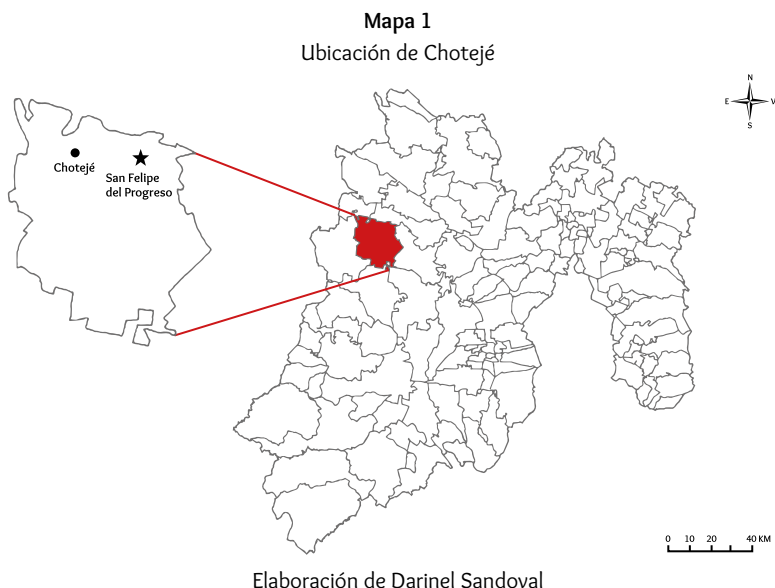 Mapa 1
Ubicación de Chotejé
N
E
V
S
Chotejé
San Felipe
del Progreso
0 10 20 40 KM
Elaboración de Darinel Sandoval